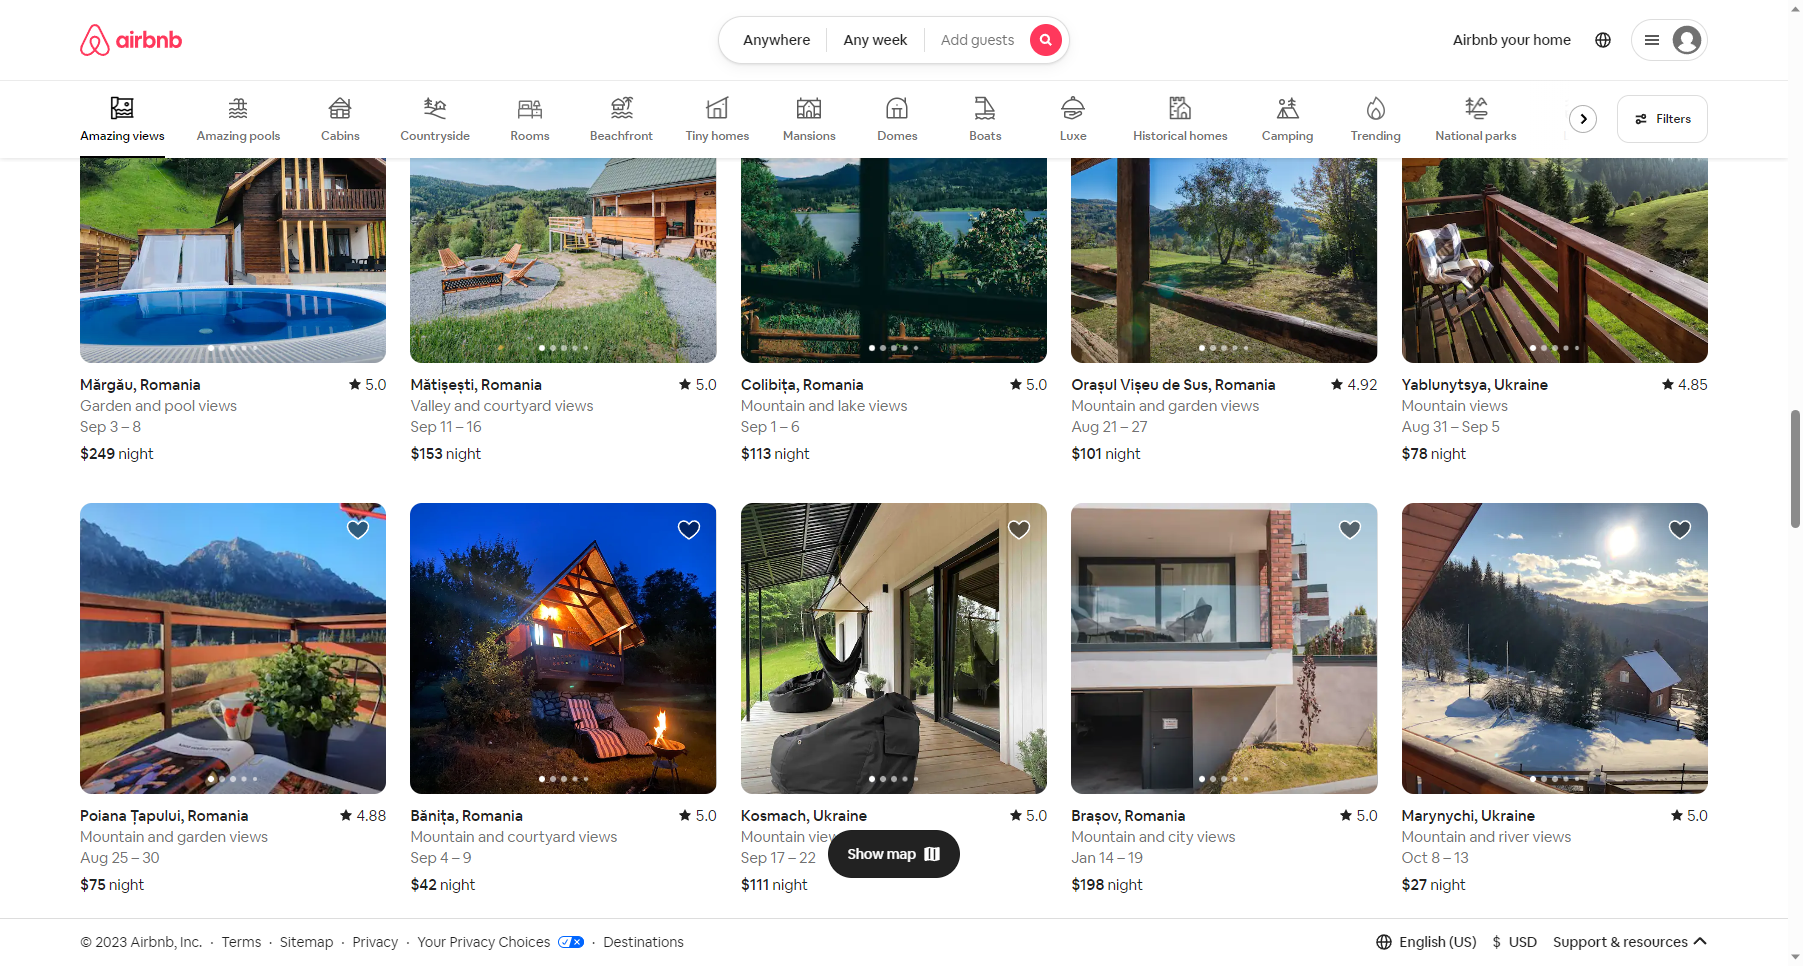 airbnb
Anywhere
Any week
Add guests
Airbnb your home
Amazing views
Amazing pools
Cabins
Countryside
Rooms
Beachfront
Tiny homes
Mansions
Domes
Boats
Luxe
Historical homes
Camping
Trending
National parks
Filters
Mărgău, Romania
5.0
Garden and pool views
Sep 3 – 8
$249 night
Mătișești, Romania
5.0
Valley and courtyard views
Sep 11 – 16
$153 night
Colibița, Romania
5.0
Mountain and lake views
Sep 1 – 6
$113 night
Orașul Vișeu de Sus, Romania
4.92
Mountain and garden views
Aug 21 – 27
$101 night
Yablunytsya, Ukraine
4.85
Mountain views
Aug 31 – Sep 5
$78 night
Poiana Țapului, Romania
4.88
Mountain and garden views
Aug 25 – 30
$75 night
Bănița, Romania
5.0
Mountain and courtyard views
Sep 4 – 9
$42 night
Kosmach, Ukraine
5.0
Mountain
Sep 17 – 22
$111 night
Brașov, Romania
5.0
Mountain and city views
Jan 14 – 19
$198 night
Marynychi, Ukraine
5.0
Mountain and river views
Oct 8 – 13
$27 night
Show map
© 2023 Airbnb, Inc. · Terms · Sitemap · Privacy · Your Privacy Choices · Destinations
English (US) $ USD Support & resources